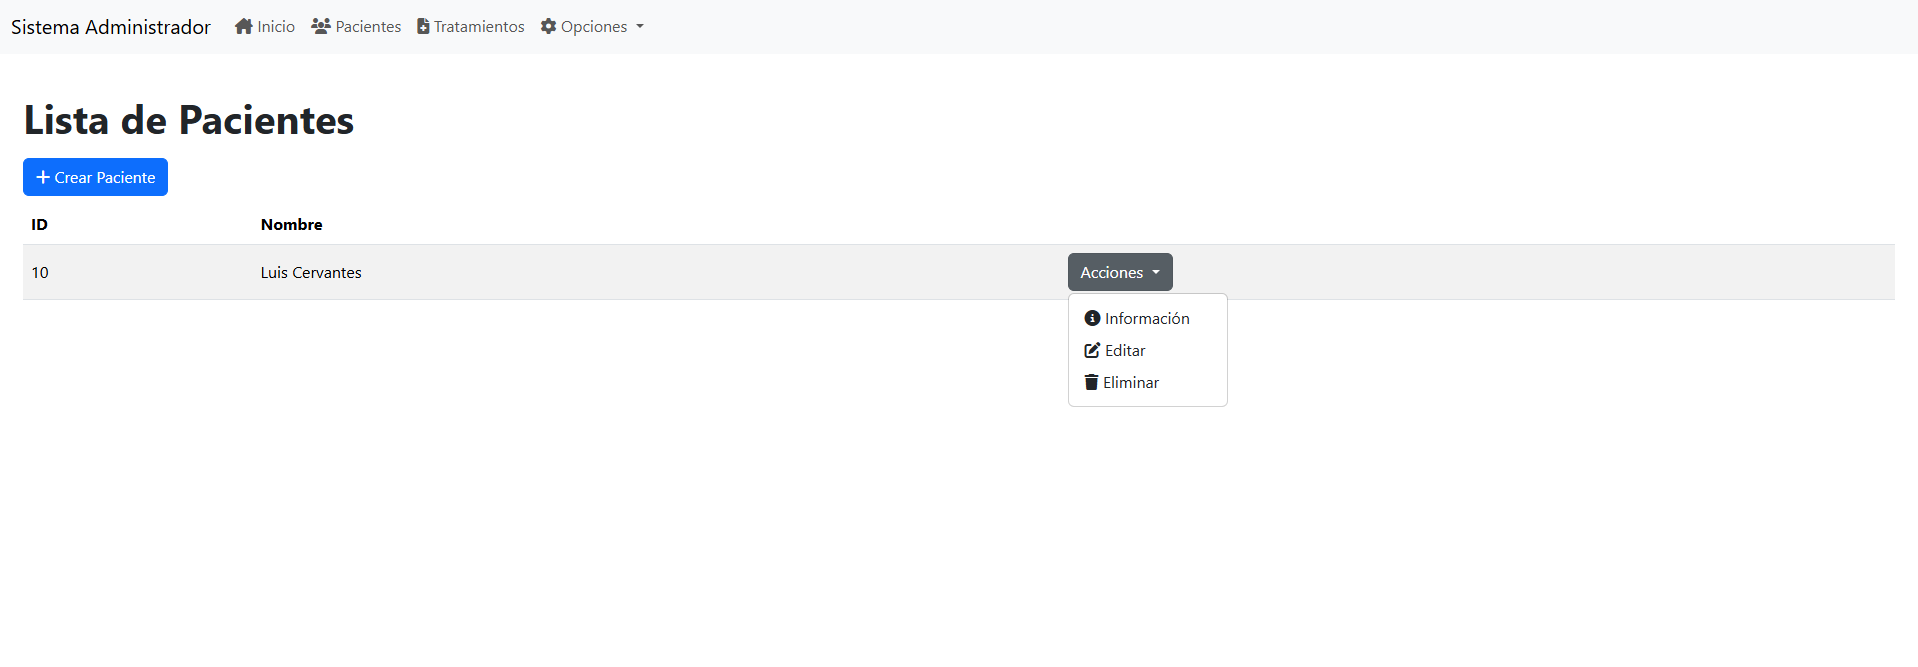 Sistema Administrador Inicio Pacientes Tratamientos Opciones
Lista de Pacientes
Crear Paciente
ID Nombre
10 Luis Cervantes Acciones
Información
Editar
Eliminar